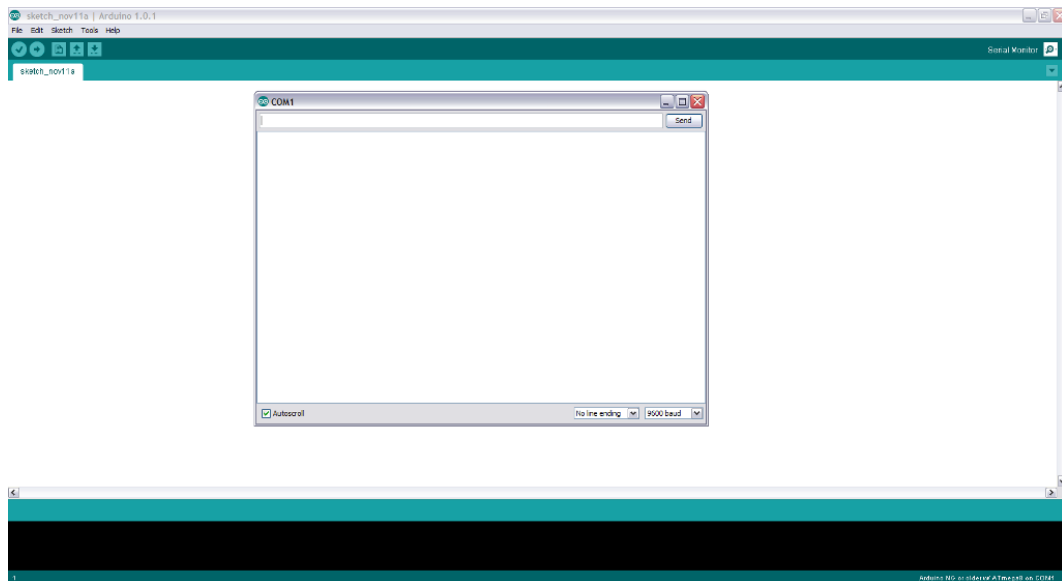 sketch_nov11a | Arduino 1.0.1
File Edit Sketch Tools Help
Serial Monitor
sketch_nov11a
COM1
Send
Autoscroll
No line ending
9600 baud
1
Arduino NG or older w/ ATmega8 on COM1